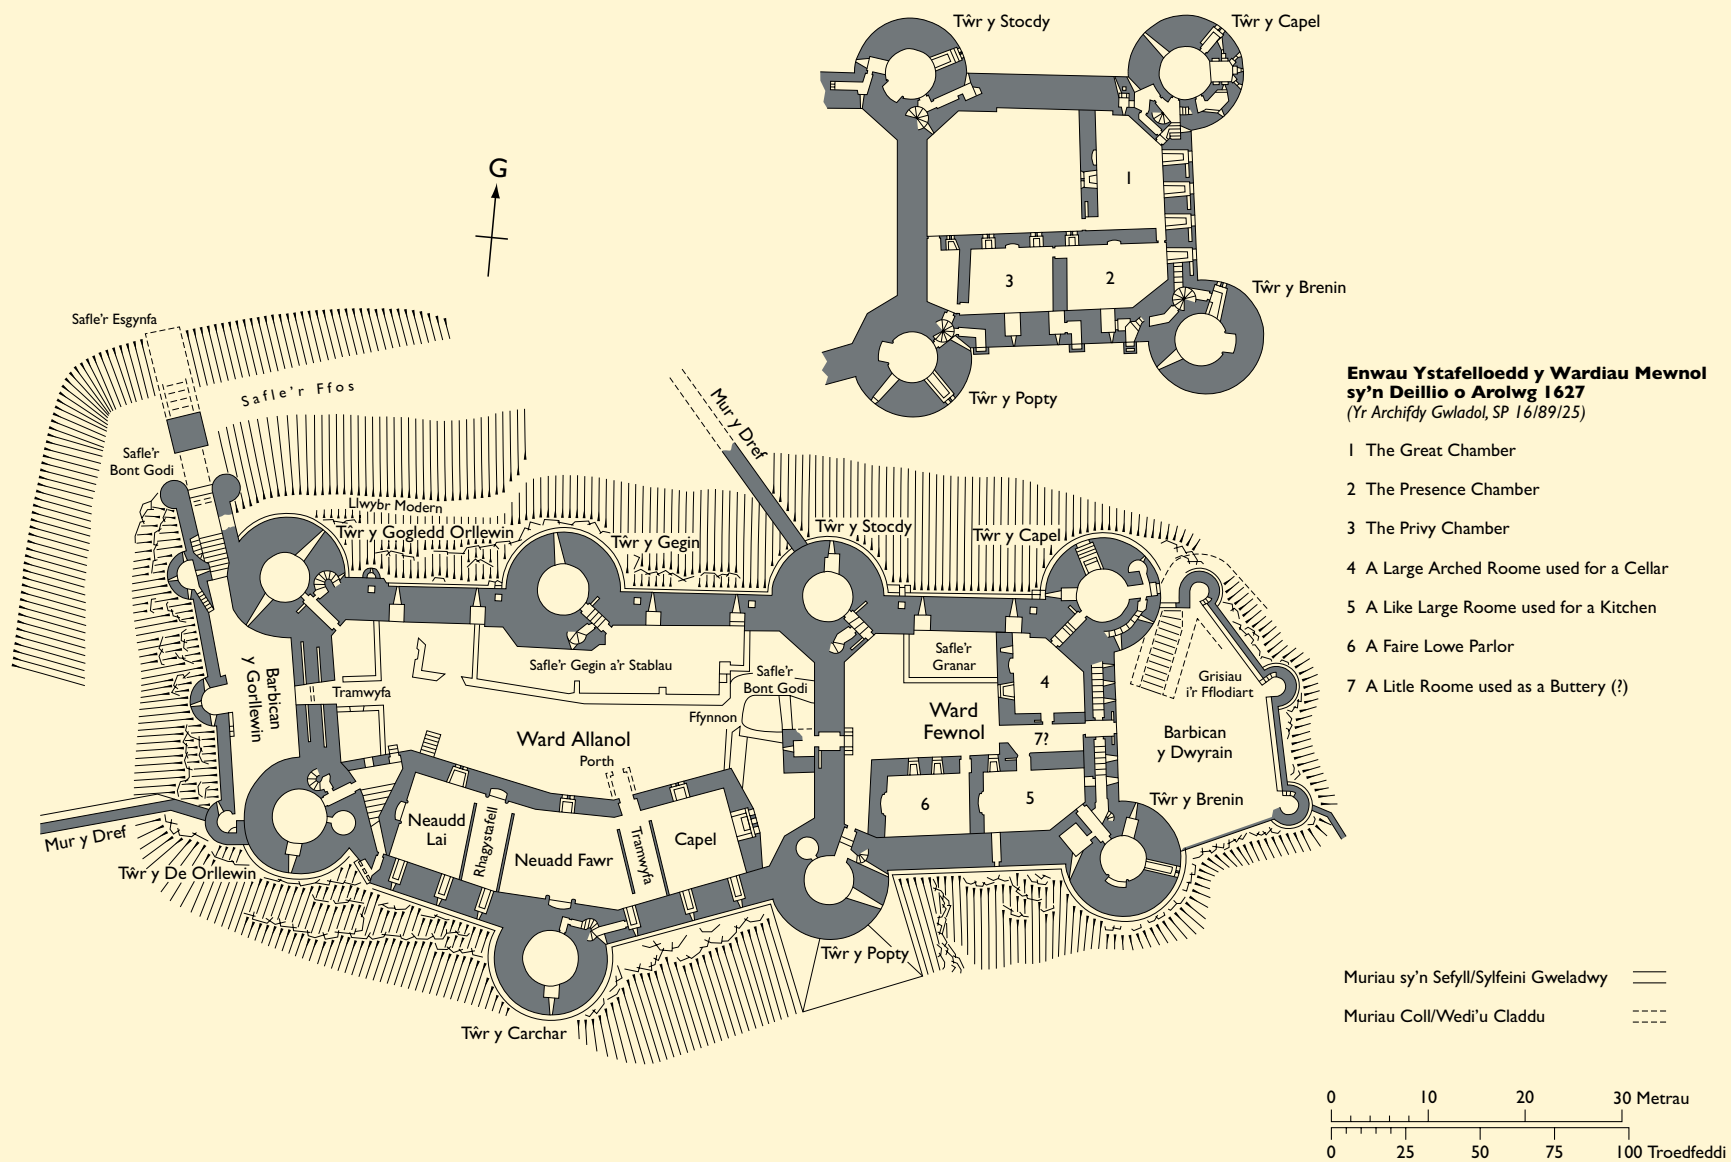 Tŵr y Stocdy
Tŵr y Capel
G
1
3
2
Tŵr y Brenin
Tŵr y Popty
Enwau Ystafelloedd y Wardiau Mewnol
sy'n Deillio o Arolwg 1627
(Yr Archifdy Gwladol, SP 16/89/25)
1 The Great Chamber
2 The Presence Chamber
3 The Privy Chamber
4 A Large Arched Roome used for a Cellar
5 A Like Large Roome used for a Kitchen
6 A Faire Lowe Parlor
7 A Litle Roome used as a Buttery (?)
Safle'r Esgynfa
Safle'r Ffos
Mur y Dref
Safle'r
Bont Godi
Llwybr Modern
Tŵr y Gogledd Orllewin
Tŵr y Gegin
Tŵr y Stocdy
Tŵr y Capel
Barbican
y Gorllewin
Tramwyfa
Safle'r Gegin a'r Stablau
Safle'r
Bont Godi
Ffynnon
Safle'r
Granar
4
Grisiau
i'r Fflodiart
Ward Allanol
Porth
Ward
Fewnol
7?
Barbican
y Dwyrain
Neaudd
Lai
Rhagystafell
Neuadd Fawr
Tramwyfa
Capel
6
5
Tŵr y Brenin
Mur y Dref
Tŵr y De Orllewin
Tŵr y Popty
Tŵr y Carchar
Muriau sy'n Sefyll/Sylfeini Gweladwy
Muriau Coll/Wedi'u Claddu
0 10 20 30 Metrau
0 25 50 75 100 Troedfeddi